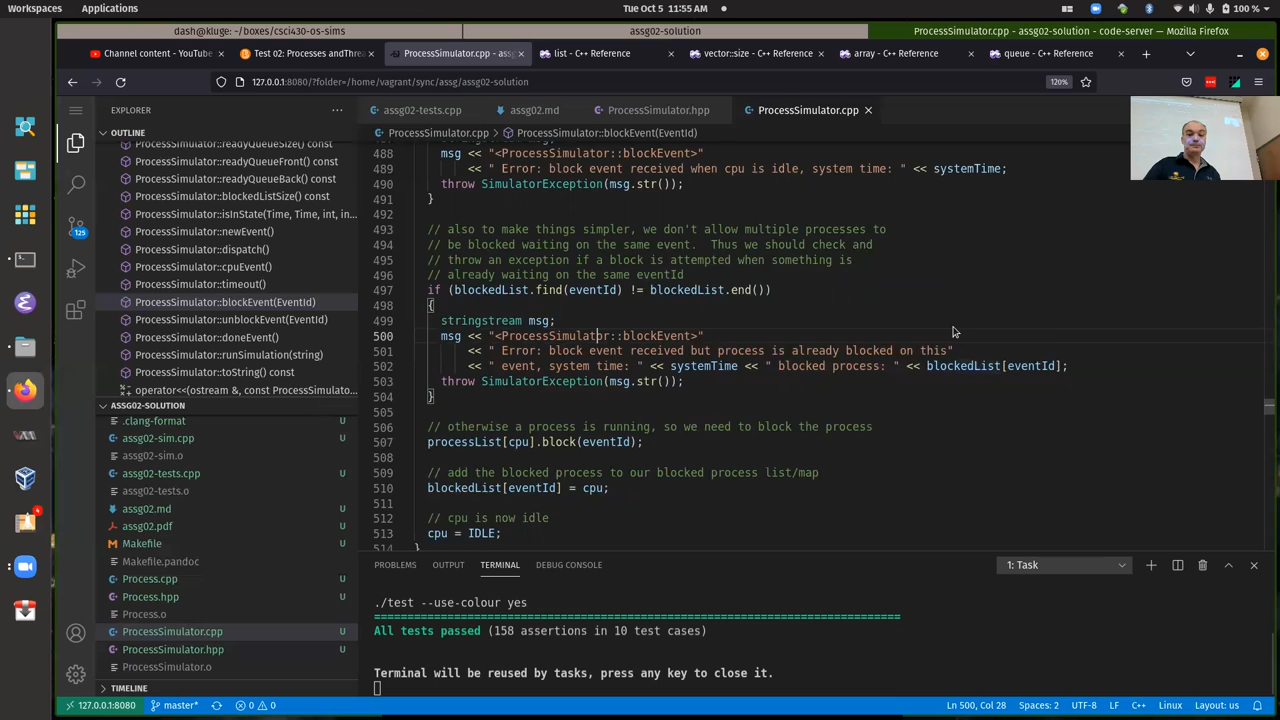 Workspaces Applications Tue Oct 5 11:55 AM 100 %
dash@kluge: ~/boxes/csci430-os-sims assg02-solution ProcessSimulator.cpp - assg02-solution - code-server — Mozilla Firefox
Channel content - YouTube Test 02: Processes andThrea ProcessSimulator.cpp - assg list - C++ Reference vector::size - C++ Reference array - C++ Reference queue - C++ Reference
127.0.0.1:8080/?folder=/home/vagrant/sync/assg/assg02-solution 120%
EXPLORER
assg02-tests.cpp assg02.md ProcessSimulator.hpp ProcessSimulator.cpp
OUTLINE
ProcessSimulator.cpp > ProcessSimulator::blockEvent(EventId)
ProcessSimulator::readyQueueSize() const
ProcessSimulator::readyQueueFront() const
ProcessSimulator::readyQueueBack() const
ProcessSimulator::blockedListSize() const
ProcessSimulator::isInState(Time, Time, int, in...
ProcessSimulator::newEvent()
ProcessSimulator::dispatch()
ProcessSimulator::cpuEvent()
ProcessSimulator::timeout()
ProcessSimulator::blockEvent(EventId)
ProcessSimulator::unblockEvent(EventId)
ProcessSimulator::doneEvent()
ProcessSimulator::runSimulation(string)
ProcessSimulator::toString() const
operator<<(ostream &, const ProcessSimulato...
ASSG02-SOLUTION
.clang-format U
assg02-sim.cpp U
assg02-sim.o
assg02-tests.cpp U
assg02-tests.o
assg02.md U
assg02.pdf U
Makefile U
Makefile.pandoc
Process.cpp U
Process.hpp U
Process.o
ProcessSimulator.cpp U
ProcessSimulator.hpp U
ProcessSimulator.o
TIMELINE
125
4
488 msg << "<ProcessSimulator::blockEvent>"
489 << " Error: block event received when cpu is idle, system time: " << systemTime;
490 throw SimulatorException(msg.str());
491 }
492
493 // also to make things simpler, we don't allow multiple processes to
494 // be blocked waiting on the same event.  Thus we should check and
495 // throw an exception if a block is attempted when something is
496 // already waiting on the same eventId
497 if (blockedList.find(eventId) != blockedList.end())
498 {
499 stringstream msg;
500 msg << "<ProcessSimulator::blockEvent>"
501 << " Error: block event received but process is already blocked on this"
502 << " event, system time: " << systemTime << " blocked process: " << blockedList[eventId];
503 throw SimulatorException(msg.str());
504 }
505
506 // otherwise a process is running, so we need to block the process
507 processList[cpu].block(eventId);
508
509 // add the blocked process to our blocked process list/map
510 blockedList[eventId] = cpu;
511
512 // cpu is now idle
513 cpu = IDLE;
514 }
PROBLEMS OUTPUT TERMINAL DEBUG CONSOLE 1: Task
./test --use-colour yes
===============================================================================
All tests passed (158 assertions in 10 test cases)
Terminal will be reused by tasks, press any key to close it.
127.0.0.1:8080 master* 0 0 Ln 500, Col 28 Spaces: 2 UTF-8 LF C++ Linux Layout: us